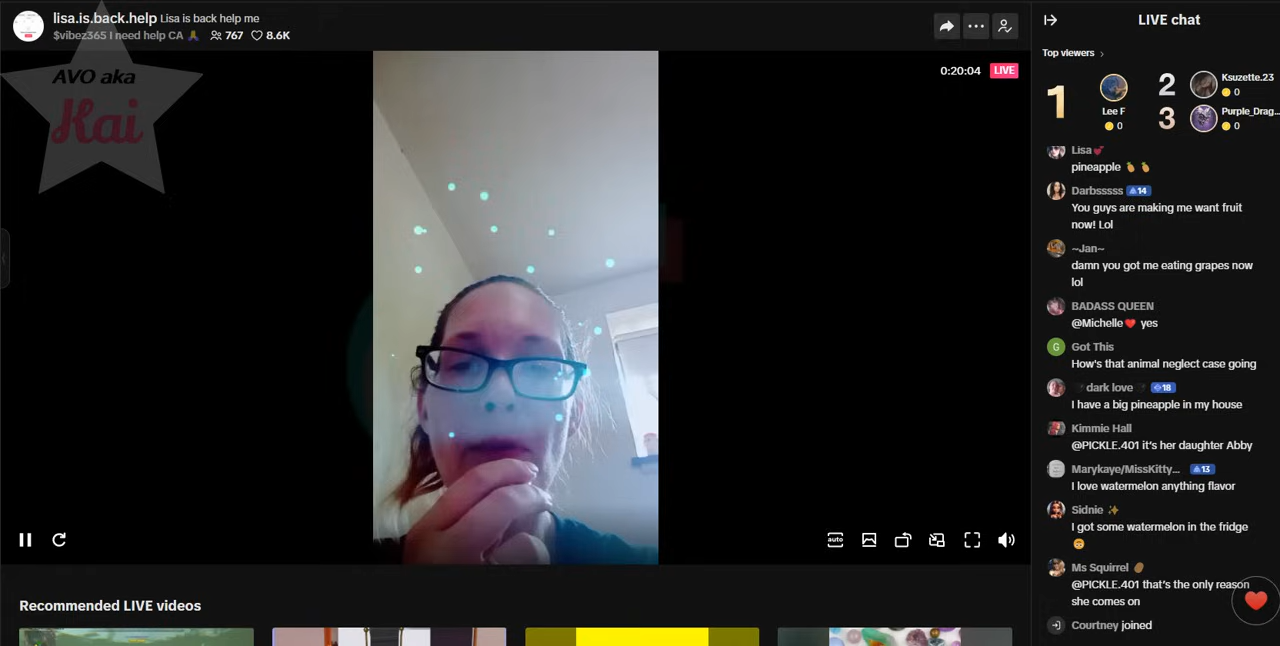 lisa.is.back.help Lisa is back help me
$vibez365 I need help CA 767 8.6K
AVO aka
Kai
0:20:04 LIVE
auto
Recommended LIVE videos
LIVE chat
Top viewers
1 Lee F 0
2 Ksuzette.23 0
3 Purple_Drag... 0
Lisa
pineapple
Darbsssss 14
You guys are making me want fruit
now! Lol
~Jan~
damn you got me eating grapes now
lol
BADASS QUEEN
@Michelle yes
G Got This
How's that animal neglect case going
dark love 18
I have a big pineapple in my house
Kimmie Hall
@PICKLE.401 it's her daughter Abby
Marykaye/MissKitty... 13
I love watermelon anything flavor
Sidnie
I got some watermelon in the fridge
Ms Squirrel
@PICKLE.401 that's the only reason
she comes on
Courtney joined